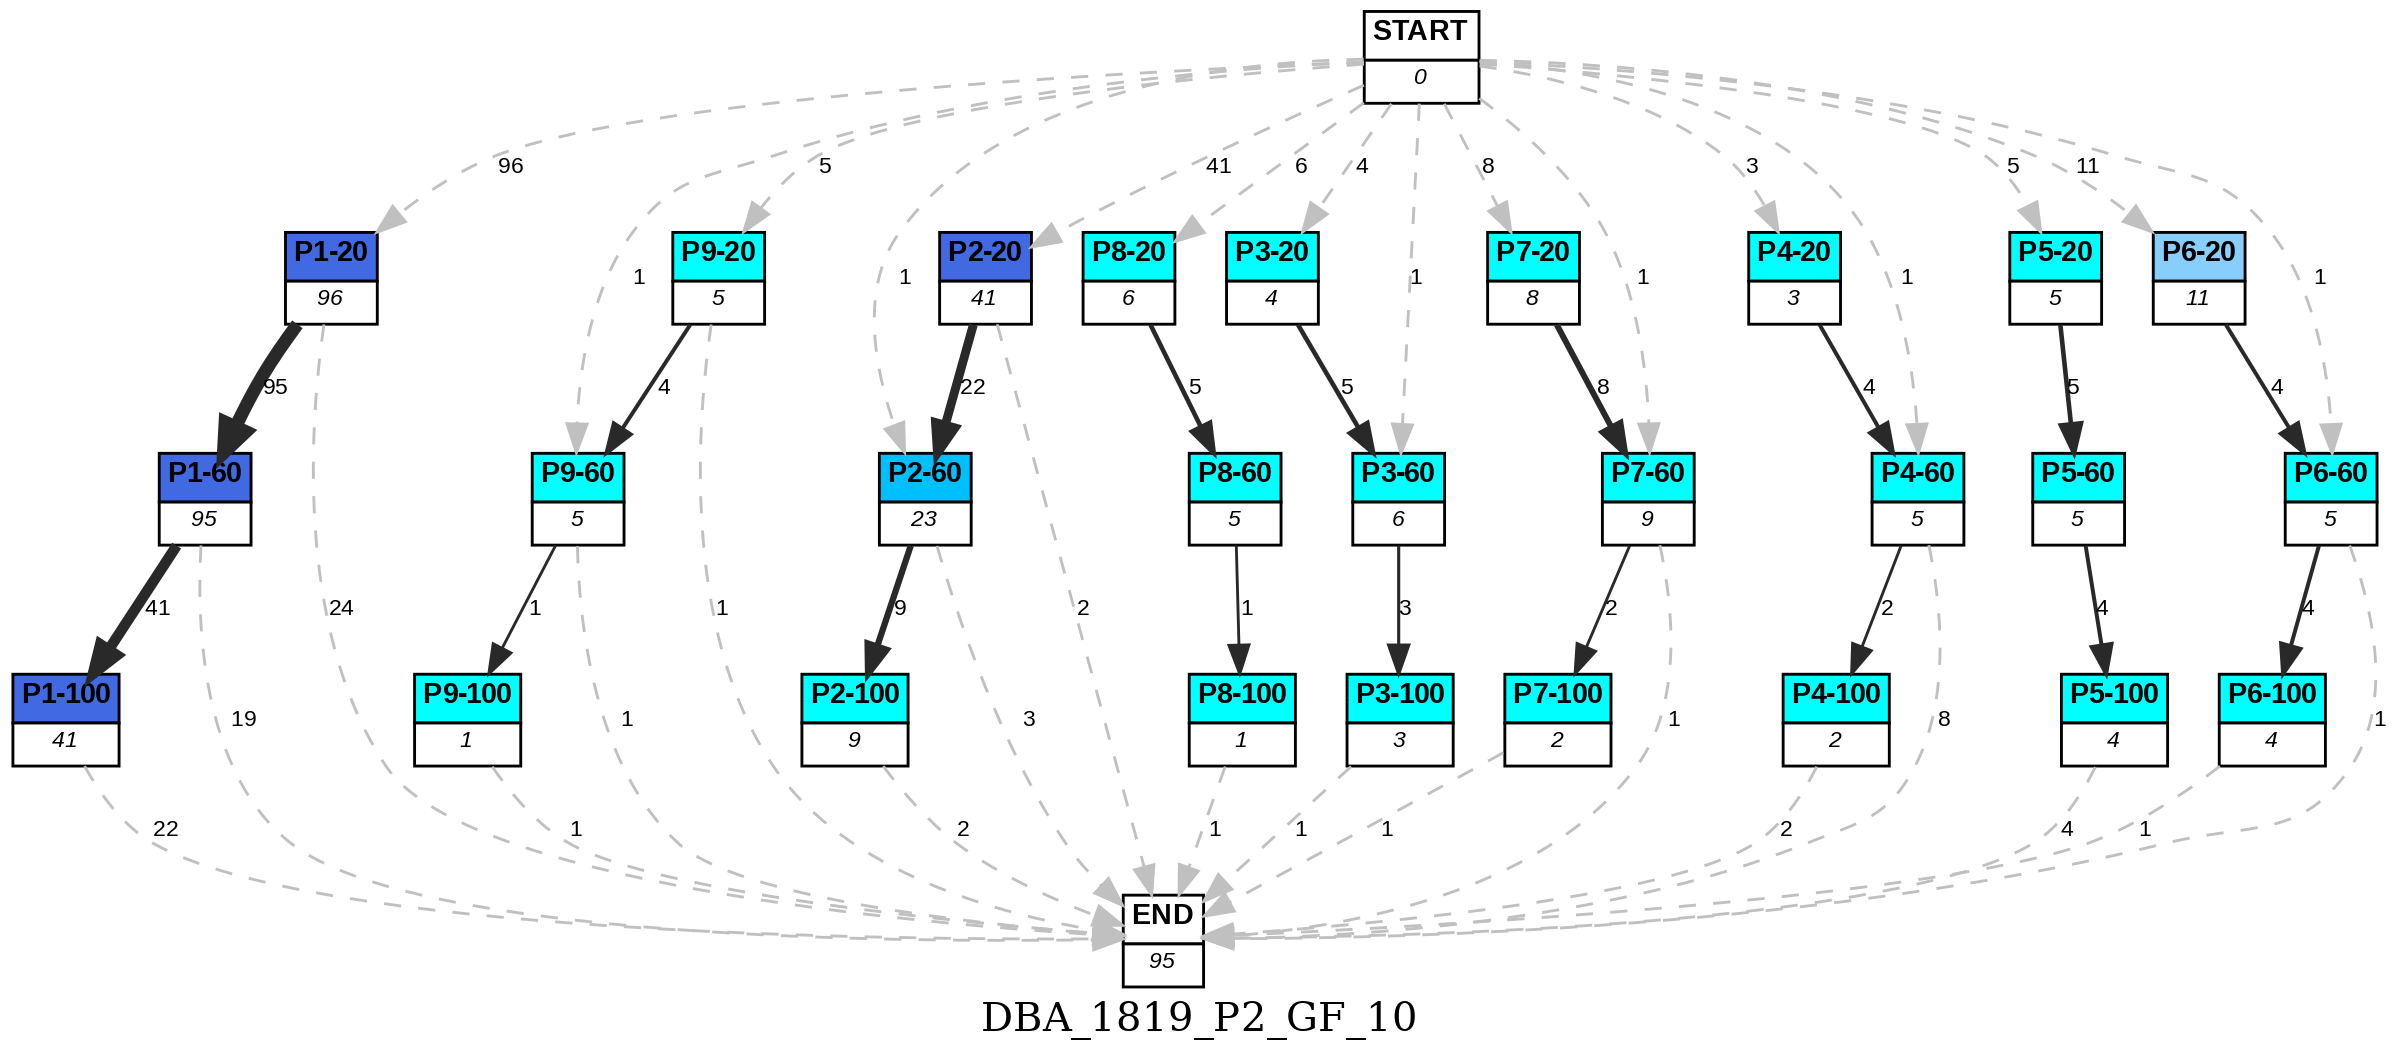 START
0
96
5
41
6
4
8
3
5
11
P1-20
96
1
P9-20
5
1
P2-20
41
P8-20
6
P3-20
4
1
P7-20
8
1
P4-20
3
1
P5-20
5
P6-20
11
1
95
4
22
5
5
8
4
5
4
P1-60
95
P9-60
5
P2-60
23
P8-60
5
P3-60
6
P7-60
9
P4-60
5
P5-60
5
P6-60
5
41
24
1
1
9
2
1
3
2
2
4
4
P1-100
41
19
P9-100
1
1
P2-100
9
3
P8-100
1
P3-100
3
P7-100
2
1
P4-100
2
8
P5-100
4
P6-100
4
1
22
1
2
1
1
1
2
4
1
END
95
DBA_1819_P2_GF_10